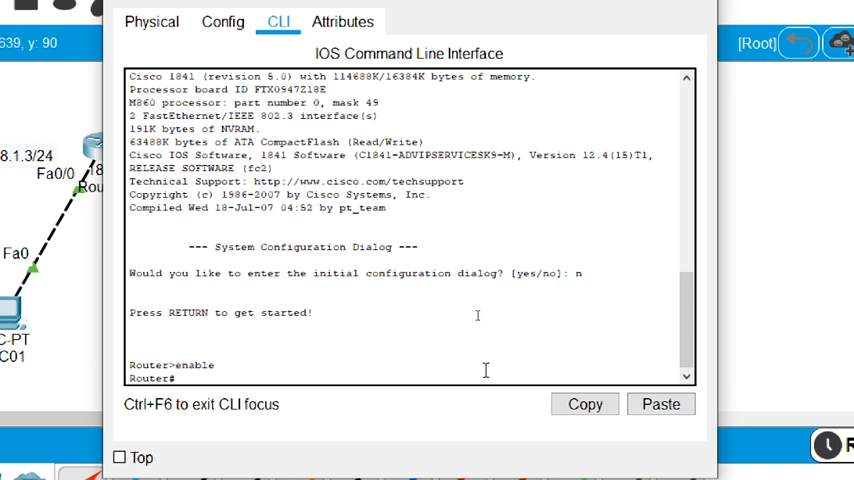 Physical Config CLI Attributes
639, y: 90
[Root]
IOS Command Line Interface
Cisco 1841 (revision 5.0) with 114688K/16384K bytes of memory.
Processor board ID FTX0947Z18E
M860 processor: part number 0, mask 49
2 FastEthernet/IEEE 802.3 interface(s)
191K bytes of NVRAM.
63488K bytes of ATA CompactFlash (Read/Write)
Cisco IOS Software, 1841 Software (C1841-ADVIPSERVICESK9-M), Version 12.4(15)T1,
RELEASE SOFTWARE (fc2)
Technical Support: http://www.cisco.com/techsupport
Copyright (c) 1986-2007 by Cisco Systems, Inc.
Compiled Wed 18-Jul-07 04:52 by pt_team
--- System Configuration Dialog ---
Would you like to enter the initial configuration dialog? [yes/no]: n
Press RETURN to get started!
Router>enable
Router#
Ctrl+F6 to exit CLI focus
Copy
Paste
Top
8.1.3/24
Fa0/0
18
Rou
Fa0
C-PT
C01
R